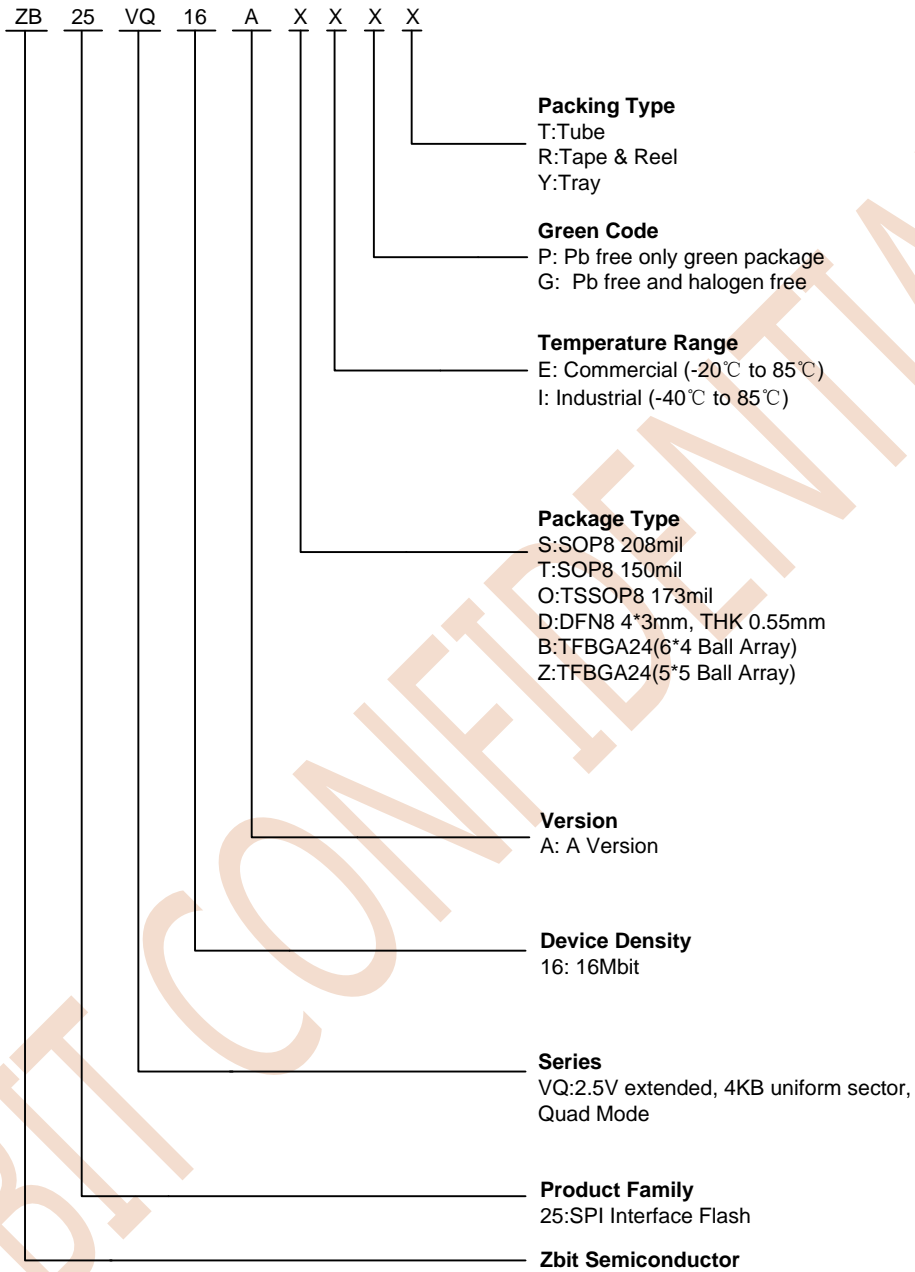 ZB 25 VQ 16 A X X X X
Packing Type
T:Tube
R:Tape & Reel
Y:Tray
Green Code
P: Pb free only green package
G: Pb free and halogen free
Temperature Range
E: Commercial (-20℃ to 85℃)
I: Industrial (-40℃ to 85℃)
Package Type
S:SOP8 208mil
T:SOP8 150mil
O:TSSOP8 173mil
D:DFN8 4*3mm, THK 0.55mm
B:TFBGA24(6*4 Ball Array)
Z:TFBGA24(5*5 Ball Array)
Version
A: A Version
Device Density
16: 16Mbit
Series
VQ:2.5V extended, 4KB uniform sector,
Quad Mode
Product Family
25:SPI Interface Flash
Zbit Semiconductor
BIT CONFIDENTIA